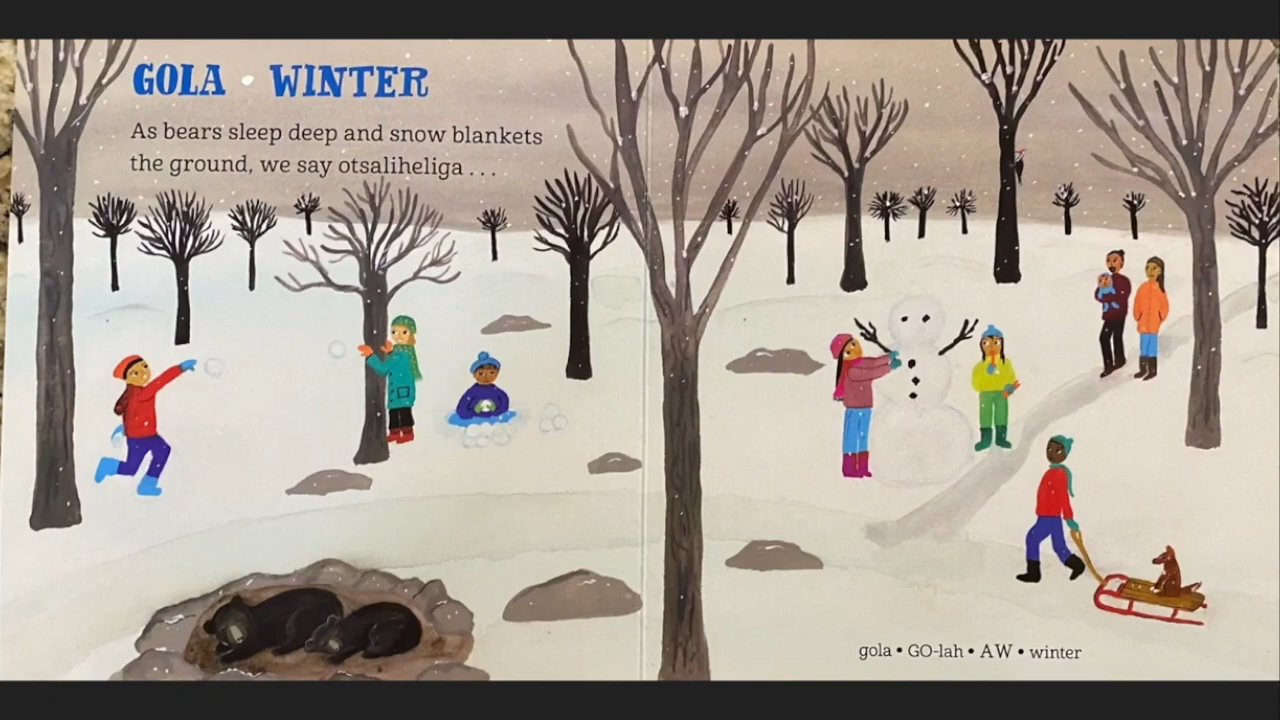 GOLA • WINTER
As bears sleep deep and snow blankets
the ground, we say otsaliheliga . . .
gola • GO-lah • AW • winter